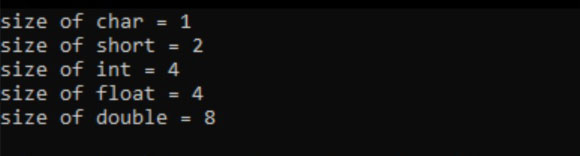 size of char = 1
size of short = 2
size of int = 4
size of float = 4
size of double = 8